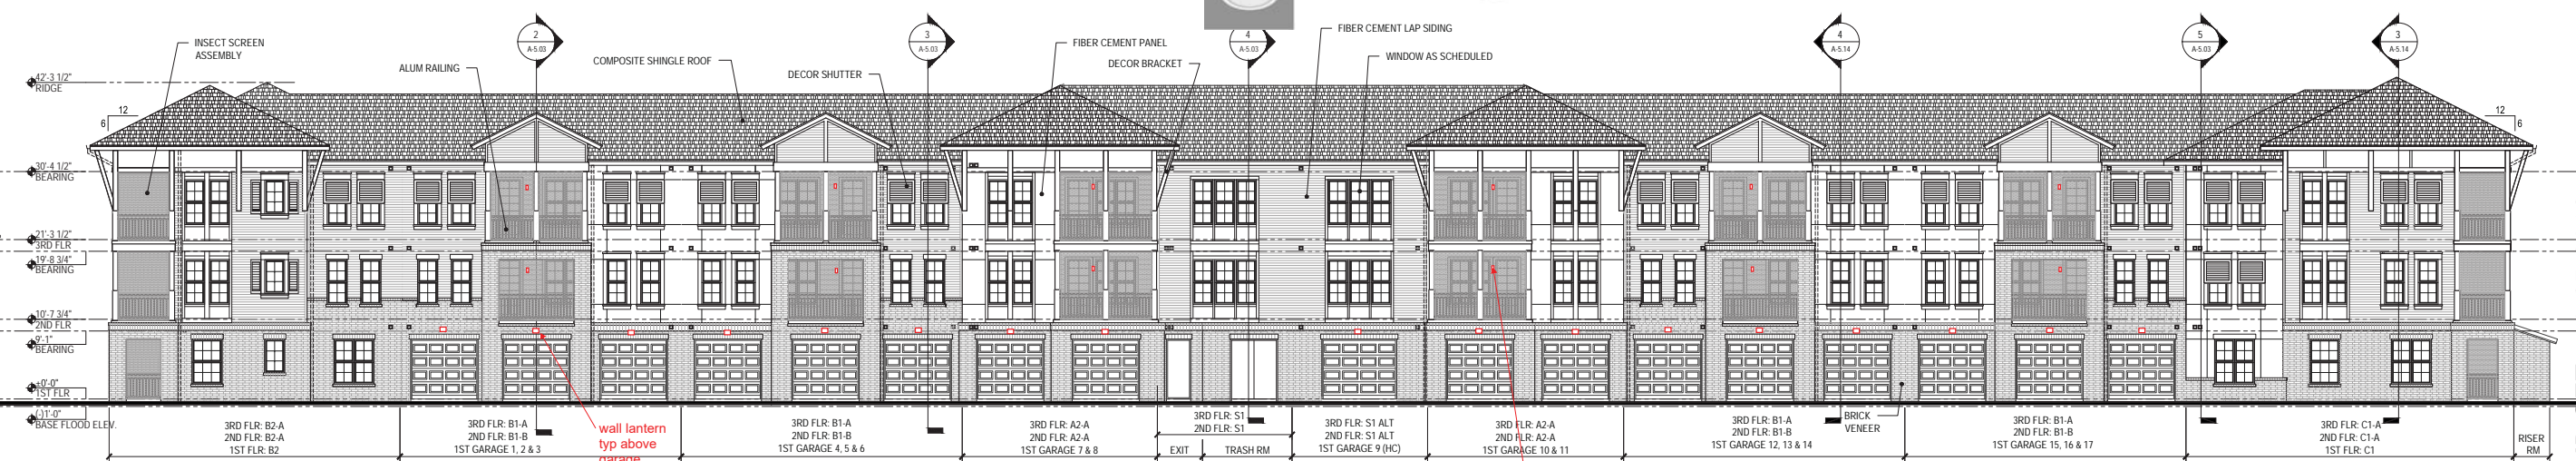 2
A-5.03
3
A-5.03
4
A-5.03
4
A-5.14
5
A-5.03
3
A-5.14
INSECT SCREEN
ASSEMBLY
ALUM RAILING
COMPOSITE SHINGLE ROOF
DECOR SHUTTER
FIBER CEMENT PANEL
DECOR BRACKET
FIBER CEMENT LAP SIDING
WINDOW AS SCHEDULED
42'-3 1/2"
RIDGE
12
6
12
6
30'-4 1/2"
BEARING
21'-3 1/2"
3RD FLR
19'-8 3/4"
BEARING
10'-7 3/4"
2ND FLR
9'-1"
BEARING
±0'-0"
1ST FLR
(-)1'-0"
BASE FLOOD ELEV.
3RD FLR: B2-A
2ND FLR: B2-A
1ST FLR: B2
3RD FLR: B1-A
2ND FLR: B1-B
1ST GARAGE 1, 2 & 3
wall lantern
typ above
garage
3RD FLR: B1-A
2ND FLR: B1-B
1ST GARAGE 4, 5 & 6
3RD FLR: A2-A
2ND FLR: A2-A
1ST GARAGE 7 & 8
3RD FLR: S1
2ND FLR: S1
EXIT
TRASH RM
3RD FLR: S1 ALT
2ND FLR: S1 ALT
1ST GARAGE 9 (HC)
3RD FLR: A2-A
2ND FLR: A2-A
1ST GARAGE 10 & 11
3RD FLR: B1-A
2ND FLR: B1-B
1ST GARAGE 12, 13 & 14
BRICK
VENEER
3RD FLR: B1-A
2ND FLR: B1-B
1ST GARAGE 15, 16 & 17
3RD FLR: C1-A
2ND FLR: C1-A
1ST FLR: C1
RISER
RM